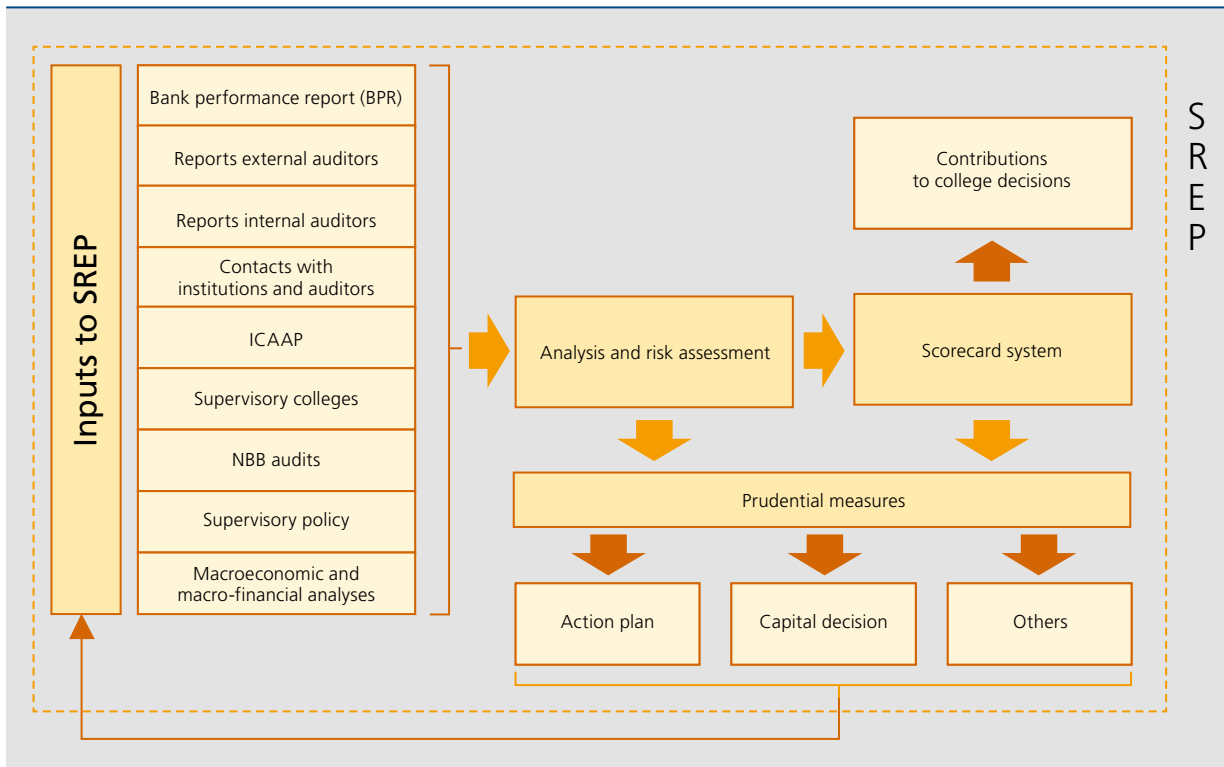 Inputs to SREP
Bank performance report (BPR)
Reports external auditors
Reports internal auditors
Contacts with
institutions and auditors
ICAAP
Supervisory colleges
NBB audits
Supervisory policy
Macroeconomic and
macro-financial analyses
Analysis and risk assessment
Contributions
to college decisions
Scorecard system
Prudential measures
Action plan
Capital decision
Others
S
R
E
P